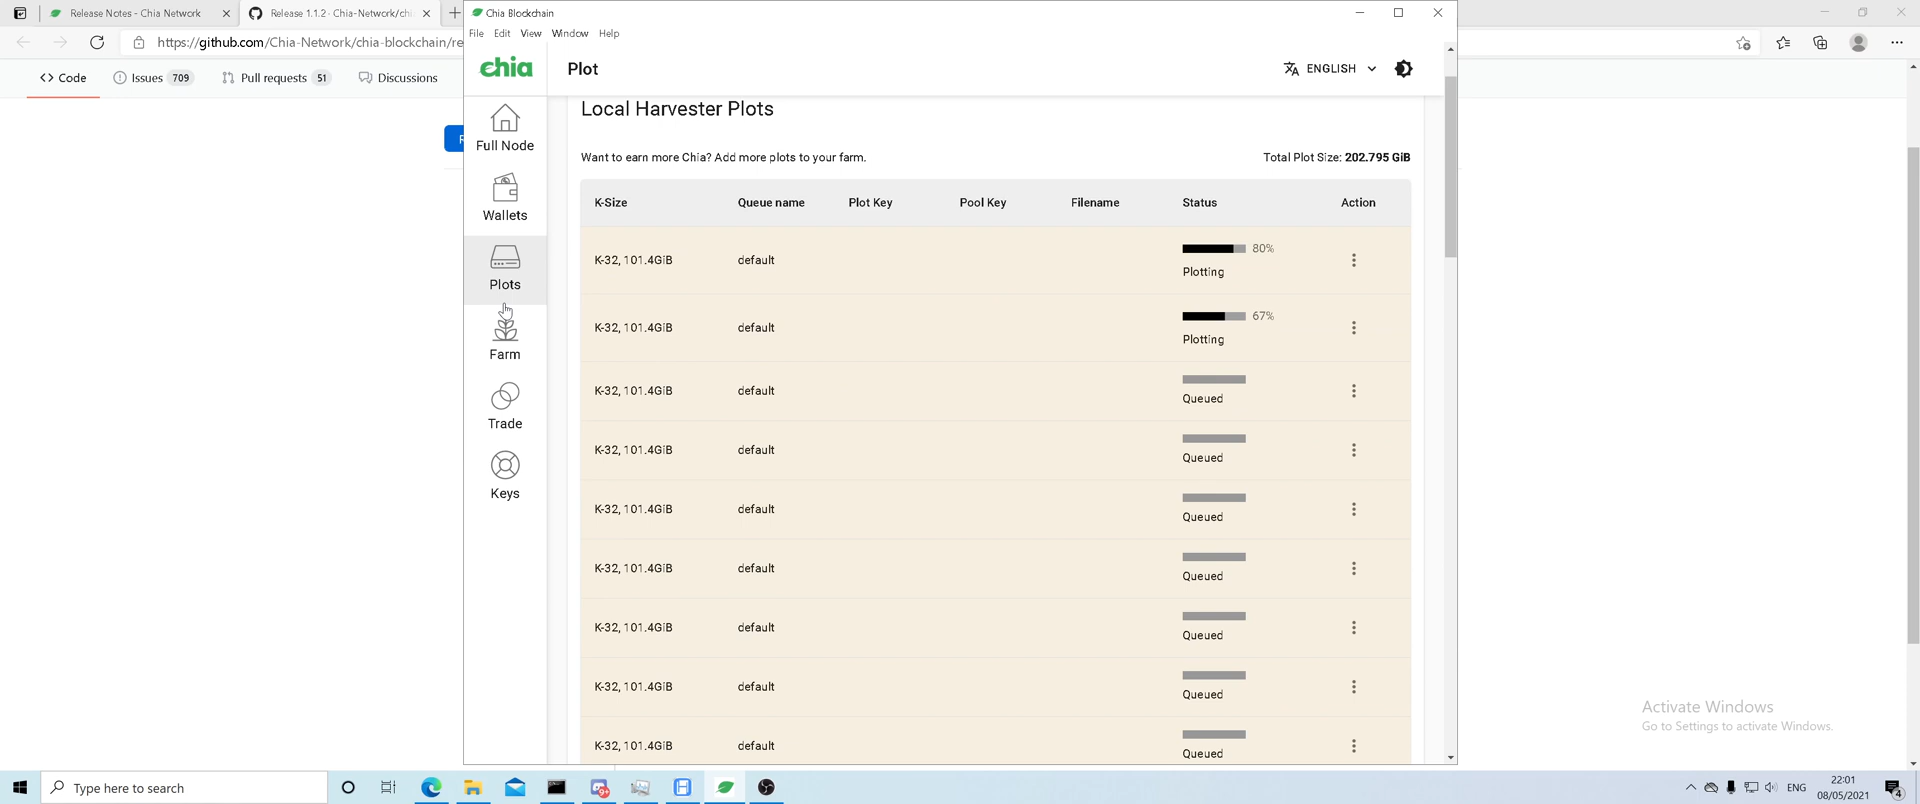 Release Notes - Chia Network
Release 1.1.2 · Chia-Network/chi
Chia Blockchain
https://github.com/Chia-Network/chia-blockchain/re
File Edit View Window Help
Code Issues 709 Pull requests 51 Discussions
chia
Plot
ENGLISH
Full Node
Wallets
Plots
Farm
Trade
Keys
Local Harvester Plots
Want to earn more Chia? Add more plots to your farm.
Total Plot Size: 202.795 GiB
K-Size Queue name Plot Key Pool Key Filename Status Action
K-32, 101.4GiB default 80%
Plotting
K-32, 101.4GiB default 67%
Plotting
K-32, 101.4GiB default Queued
K-32, 101.4GiB default Queued
K-32, 101.4GiB default Queued
K-32, 101.4GiB default Queued
K-32, 101.4GiB default Queued
K-32, 101.4GiB default Queued
K-32, 101.4GiB default Queued
Activate Windows
Go to Settings to activate Windows.
Type here to search
9+
ENG
22:01
08/05/2021
4